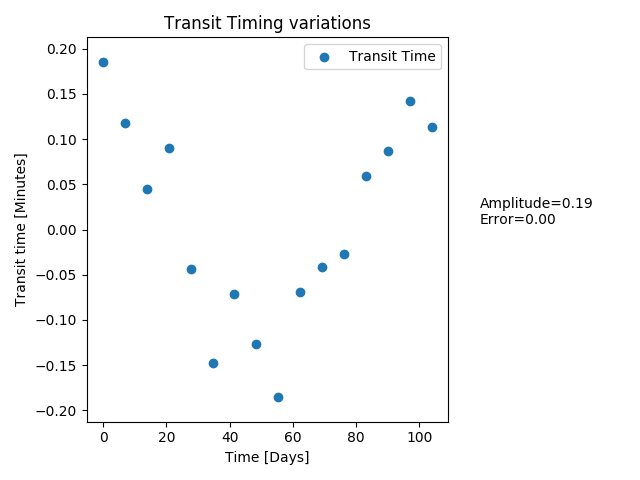 Transit Timing variations
Transit Time
Transit time [Minutes]
0.20
0.15
0.10
0.05
0.00
−0.05
−0.10
−0.15
−0.20
0 20 40 60 80 100
Time [Days]
Amplitude=0.19
Error=0.00